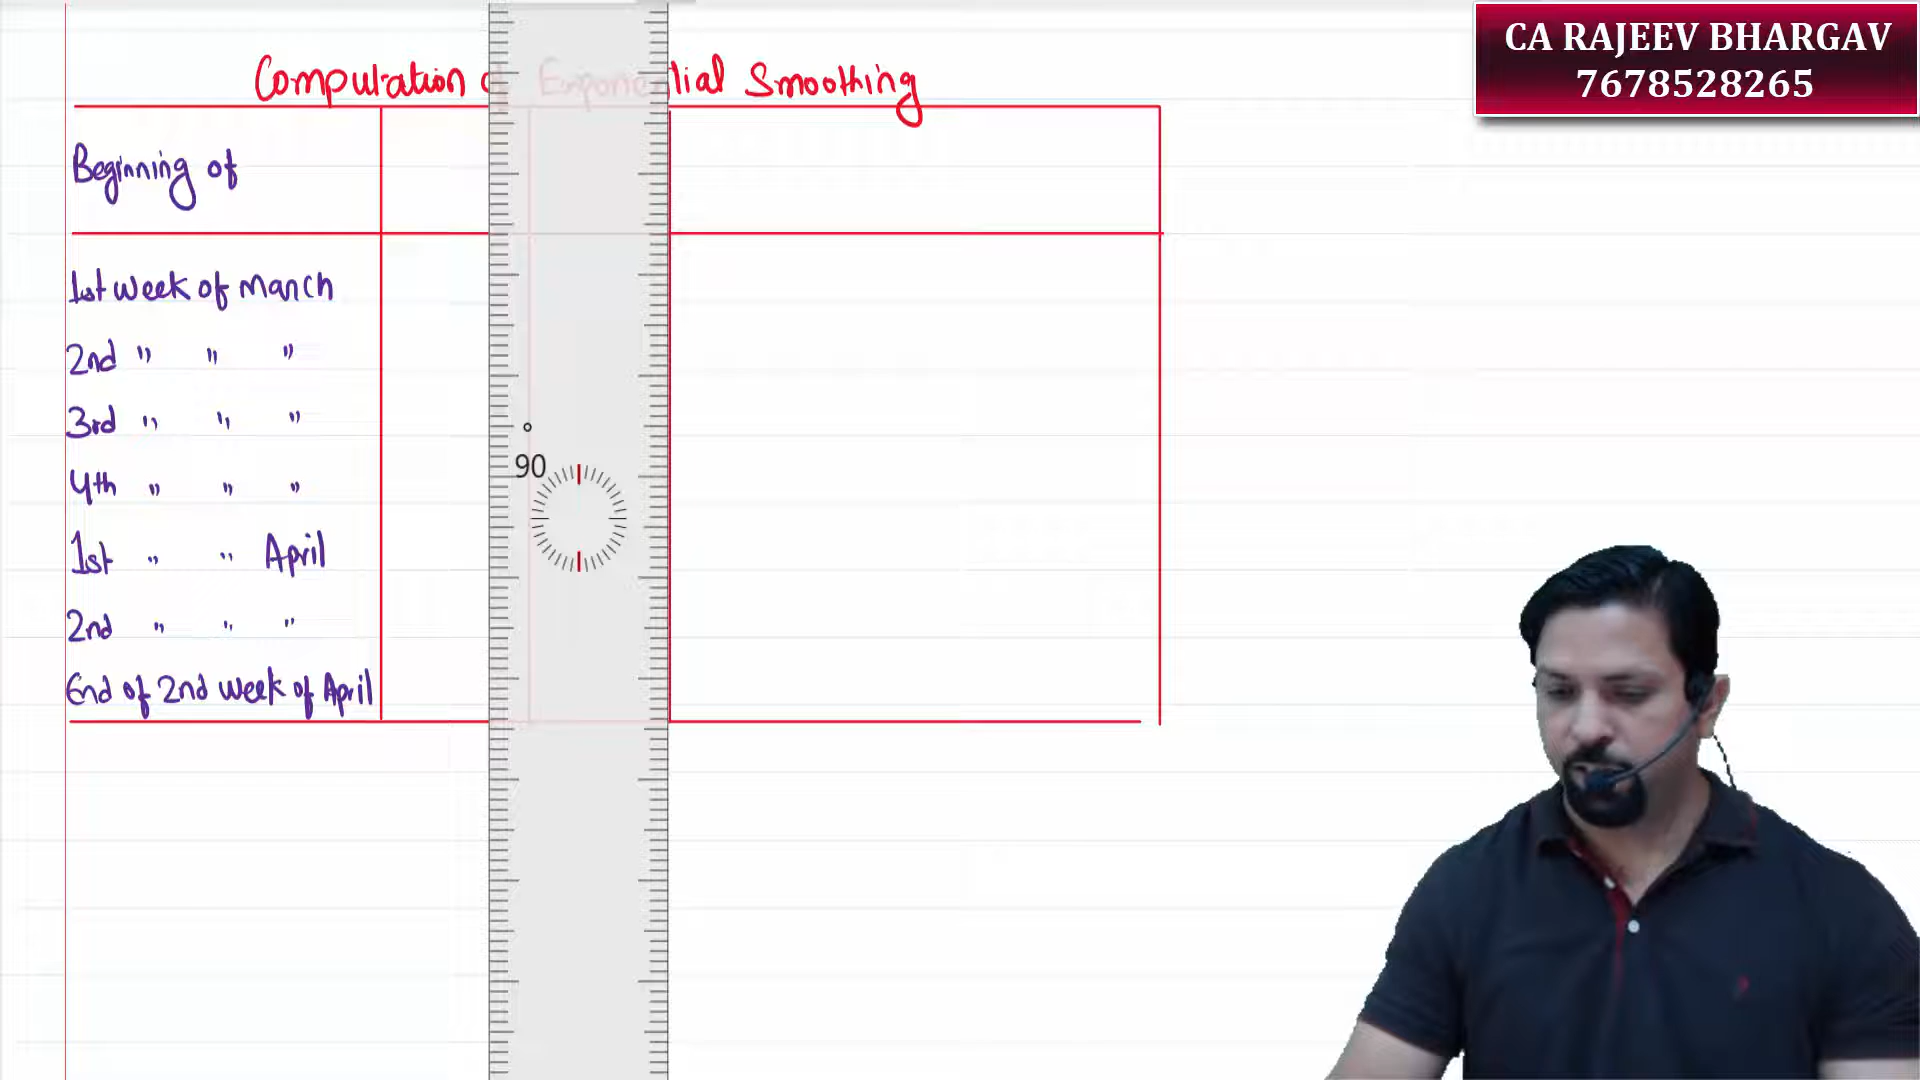 CA RAJEEV BHARGAV
7678528265
Computation of Exponential Smoothing
Beginning of
1st week of march
2nd " " "
3rd " " "
4th " " "
1st " " April
2nd " " "
End of 2nd week of April
°
90